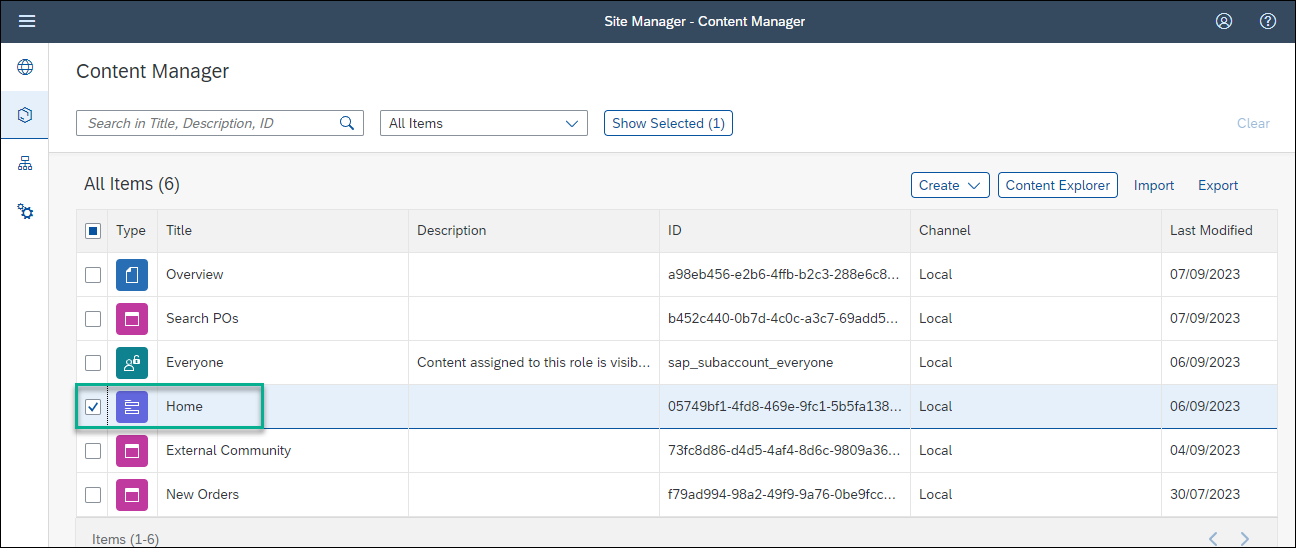 Site Manager - Content Manager
Content Manager
Search in Title, Description, ID
All Items
Show Selected (1)
Clear
All Items (6)
Create
Content Explorer
Import
Export
Type Title Description ID Channel Last Modified
Overview a98eb456-e2b6-4ffb-b2c3-288e6c8... Local 07/09/2023
Search POs b452c440-0b7d-4c0c-a3c7-69add5... Local 07/09/2023
Everyone Content assigned to this role is visib... sap_subaccount_everyone Local 06/09/2023
Home 05749bf1-4fd8-469e-9fc1-5b5fa138... Local 06/09/2023
External Community 73fc8d86-d4d5-4af4-8d6c-9809a36... Local 04/09/2023
New Orders f79ad994-98a2-49f9-9a76-0be9fcc... Local 30/07/2023
Items (1-6)